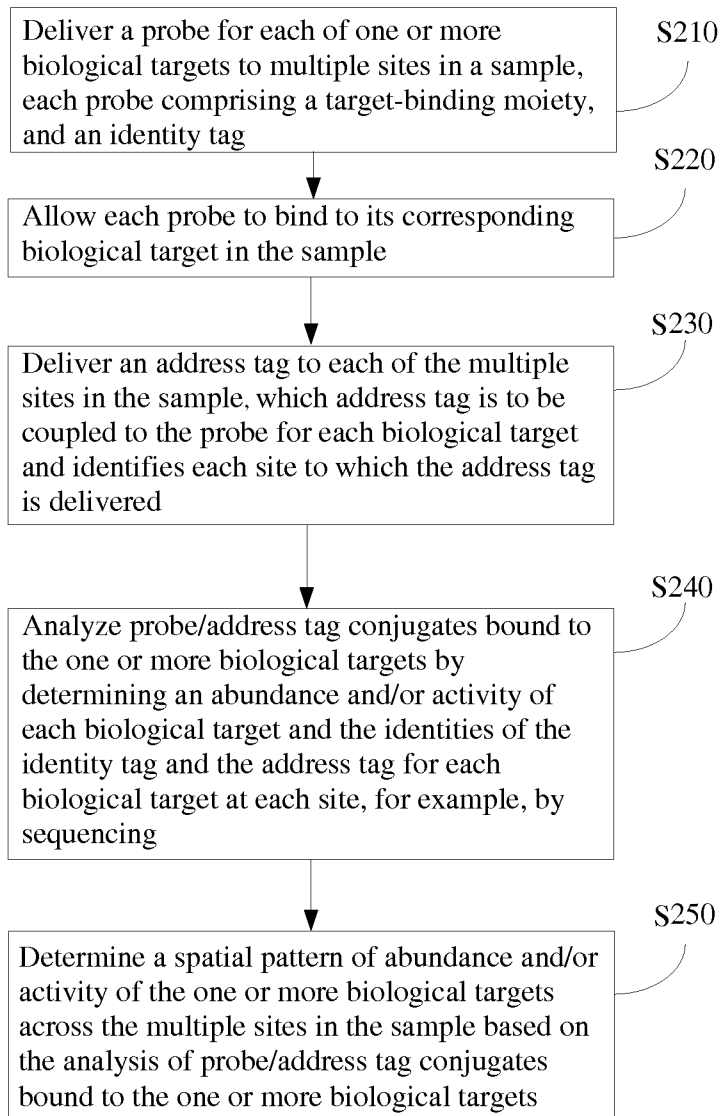 Deliver a probe for each of one or more
biological targets to multiple sites in a sample,
each probe comprising a target-binding moiety,
and an identity tag
S210
Allow each probe to bind to its corresponding
biological target in the sample
S220
Deliver an address tag to each of the multiple
sites in the sample, which address tag is to be
coupled to the probe for each biological target
and identifies each site to which the address tag
is delivered
S230
Analyze probe/address tag conjugates bound to
the one or more biological targets by
determining an abundance and/or activity of
each biological target and the identities of the
identity tag and the address tag for each
biological target at each site, for example, by
sequencing
S240
Determine a spatial pattern of abundance and/or
activity of the one or more biological targets
across the multiple sites in the sample based on
the analysis of probe/address tag conjugates
bound to the one or more biological targets
S250